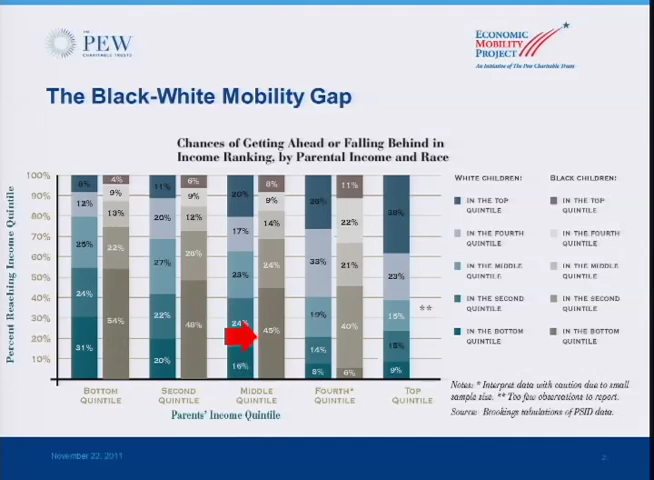 THE
PEW
CHARITABLE TRUSTS
ECONOMIC
MOBILITY
PROJECT
An Initiative of The Pew Charitable Trusts
The Black-White Mobility Gap
Chances of Getting Ahead or Falling Behind in
Income Ranking, by Parental Income and Race
Percent Reaching Income Quintile
100%
90%
80%
70%
60%
50%
40%
30%
20%
10%
12%
25%
24%
31%
4%
9%
13%
22%
54%
11%
20%
27%
22%
20%
6%
9%
12%
26%
48%
20%
17%
23%
24%
16%
8%
9%
14%
24%
45%
33%
19%
14%
8%
11%
22%
21%
40%
6%
23%
15%
15%
9%
**
BOTTOM
QUINTILE
SECOND
QUINTILE
MIDDLE
QUINTILE
FOURTH*
QUINTILE
TOP
QUINTILE
Parents' Income Quintile
WHITE CHILDREN:
IN THE TOP
QUINTILE
IN THE FOURTH
QUINTILE
IN THE MIDDLE
QUINTILE
IN THE SECOND
QUINTILE
IN THE BOTTOM
QUINTILE
BLACK CHILDREN:
IN THE TOP
QUINTILE
IN THE FOURTH
QUINTILE
IN THE MIDDLE
QUINTILE
IN THE SECOND
QUINTILE
IN THE BOTTOM
QUINTILE
Notes: * Interpret data with caution due to small
sample size. ** Too few observations to report.
Source: Brookings tabulations of PSID data.
November 22, 2011
2